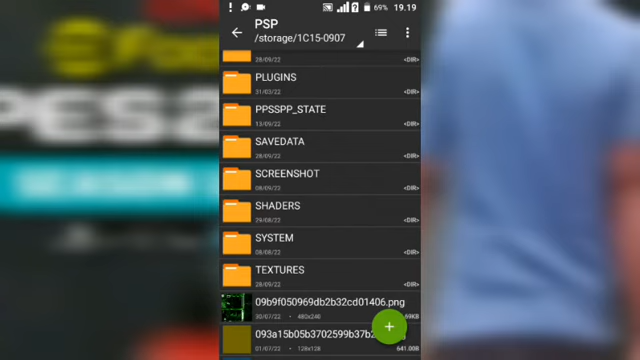 69% 19.19
PSP
/storage/1C15-0907
28/09/22 <DIR>
PLUGINS
31/03/22 <DIR>
PPSSPP_STATE
13/09/22 <DIR>
SAVEDATA
28/09/22 <DIR>
SCREENSHOT
08/09/22 <DIR>
SHADERS
29/08/22 <DIR>
SYSTEM
08/08/22 <DIR>
TEXTURES
28/09/22 <DIR>
09b9f050969db2b32cd01406.png
30/07/22 • 480x240
093a15b05b3702599b37b2
01/07/22 • 128x128 641.00B
PES 2